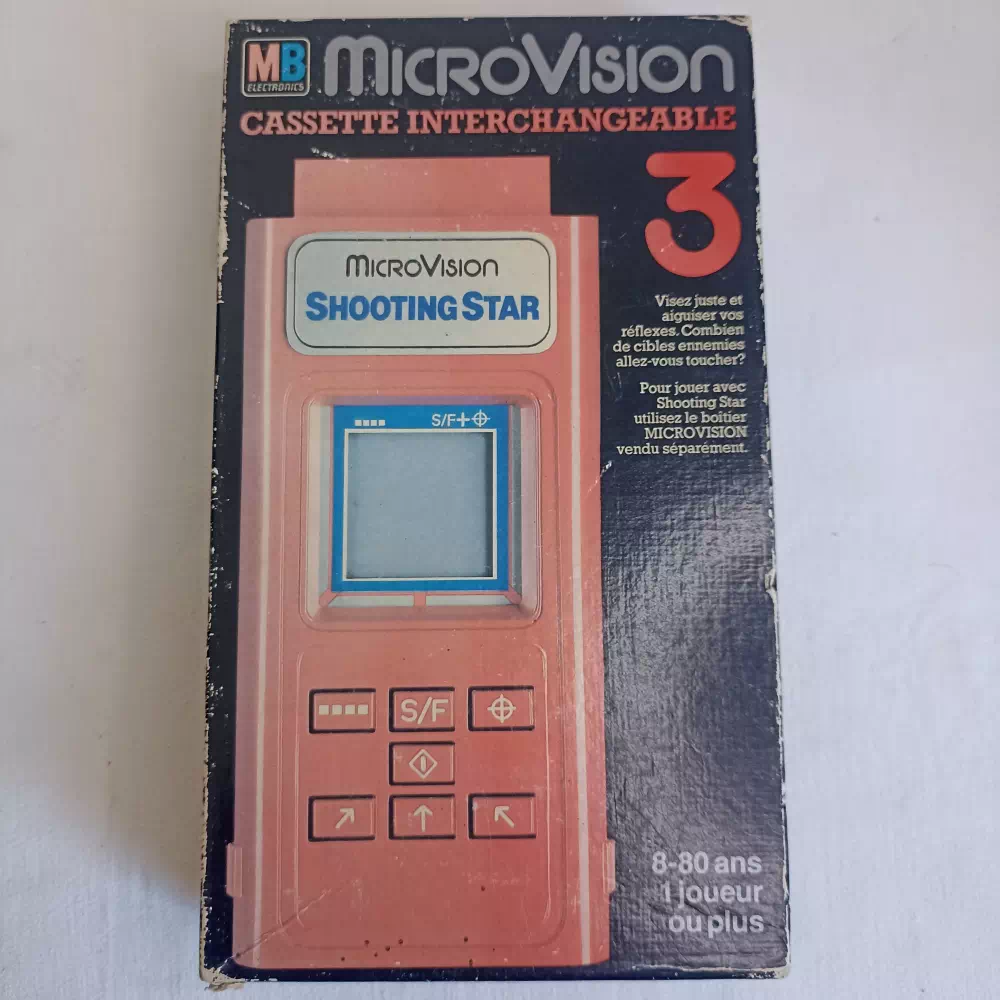 MB
ELECTRONICS
MICROVISION
CASSETTE INTERCHANGEABLE
3
MICROVISION
SHOOTING STAR
Visez juste et
aiguiser vos
réflexes. Combien
de cibles ennemies
allez-vous toucher?
Pour jouer avec
Shooting Star
utilisez le boîtier
MICROVISION
vendu séparément.
S/F
S/F
8-80 ans
1 joueur
ou plus